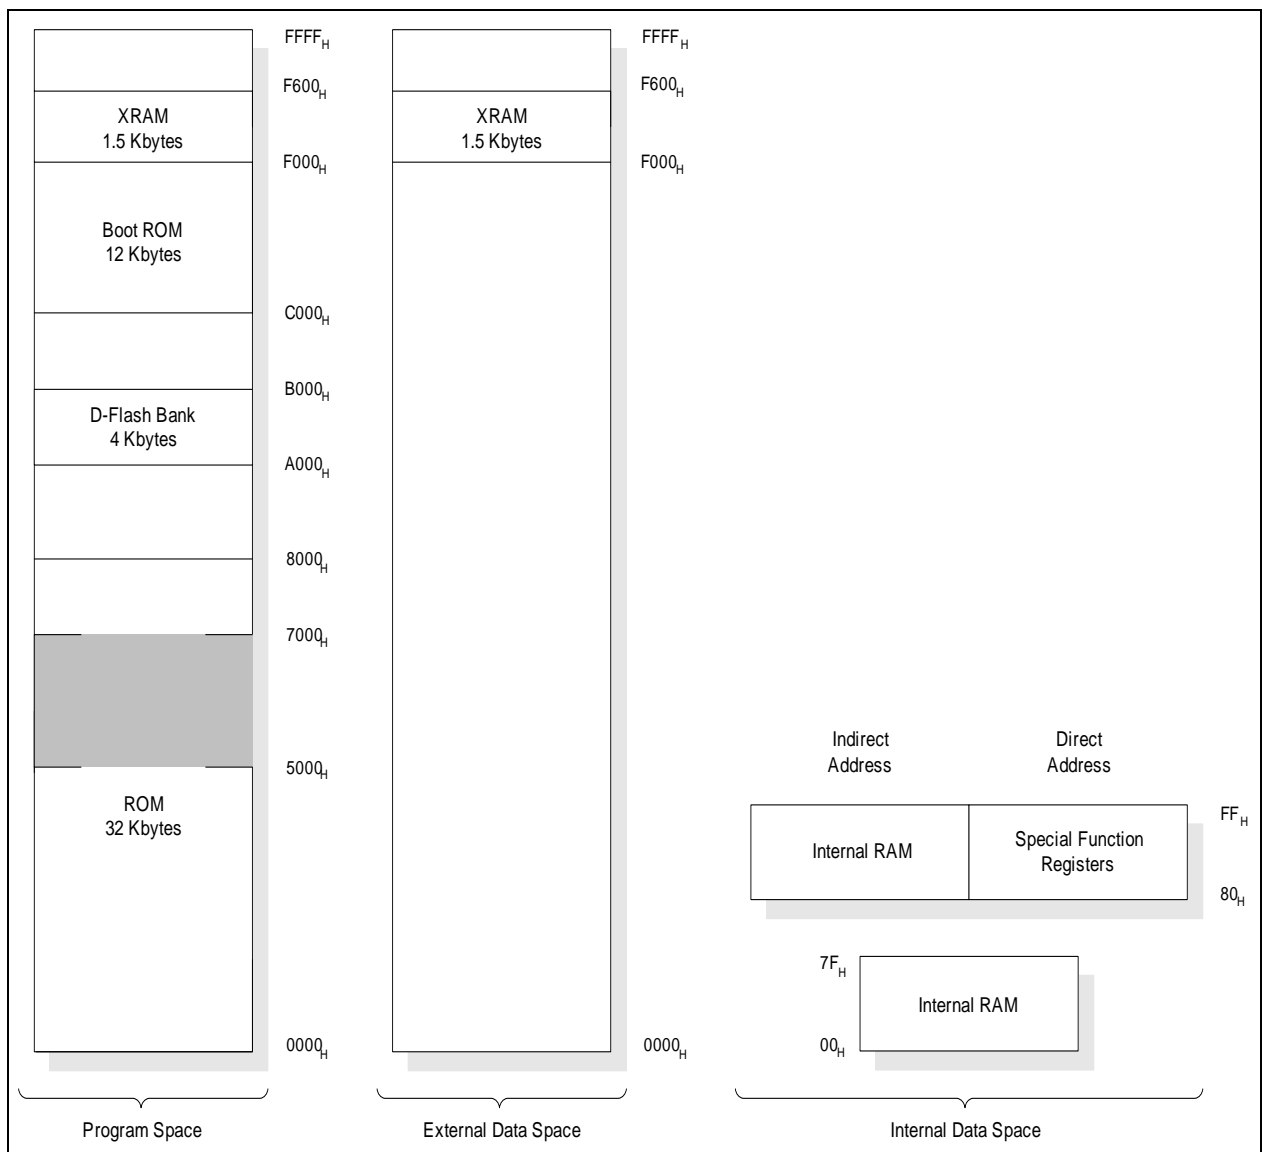 FFFFH
F600H
XRAM
1.5 Kbytes
F000H
Boot ROM
12 Kbytes
C000H
B000H
D-Flash Bank
4 Kbytes
A000H
8000H
7000H
5000H
ROM
32 Kbytes
0000H
Program Space
FFFFH
F600H
XRAM
1.5 Kbytes
F000H
0000H
External Data Space
Indirect
Address
Direct
Address
Internal RAM
Special Function
Registers
FFH
80H
7FH
Internal RAM
00H
Internal Data Space